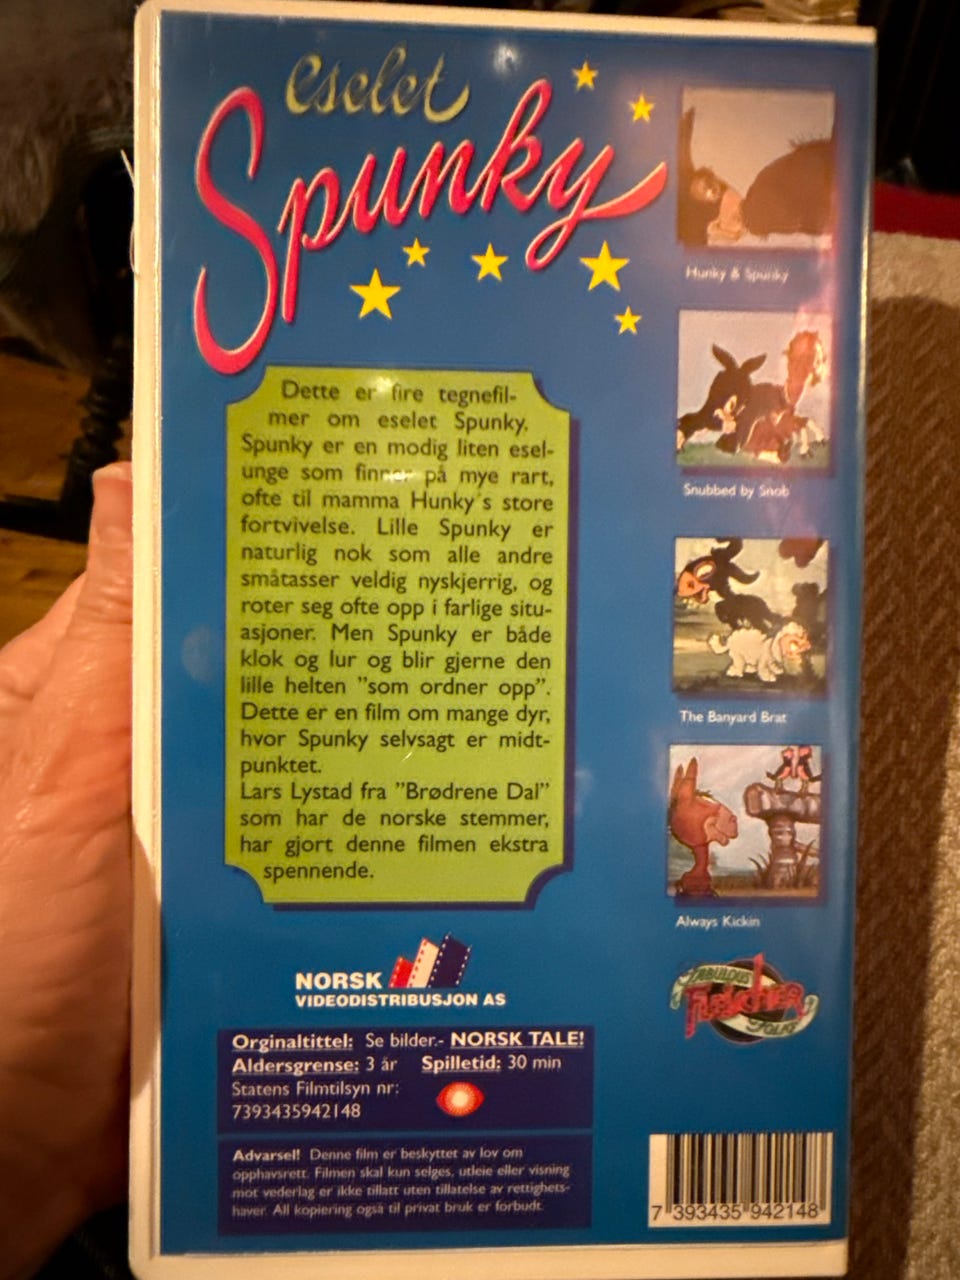 eselet
Spunky
Hunky & Spunky
Snubbed by Snob
The Banyard Brat
Always Kickin
Dette er fire tegnefil-
mer om eselet Spunky.
Spunky er en modig liten esel-
unge som finner på mye rart,
ofte til mamma Hunky's store
fortvivelse. Lille Spunky er
naturlig nok som alle andre
småtasser veldig nyskjerrig, og
roter seg ofte opp i farlige situ-
asjoner. Men Spunky er både
klok og lur og blir gjerne den
lille helten "som ordner opp".
Dette er en film om mange dyr,
hvor Spunky selvsagt er midt-
punktet.
Lars Lystad fra "Brødrene Dal"
som har de norske stemmer,
har gjort denne filmen ekstra
spennende.
NORSK
VIDEODISTRIBUSJON AS
FABULOUS
FLEISCHER
FOLIO
Orginaltittel: Se bilder.- NORSK TALE!
Aldersgrense: 3 år Spilletid: 30 min
Statens Filmtilsyn nr:
7393435942148
Advarsel! Denne film er beskyttet av lov om
opphavsrett. Filmen skal kun selges, utleie eller visning
mot vederlag er ikke tillatt uten tillatelse av rettighets-
haver. All kopiering også til privat bruk er forbudt.
7 393435 942148